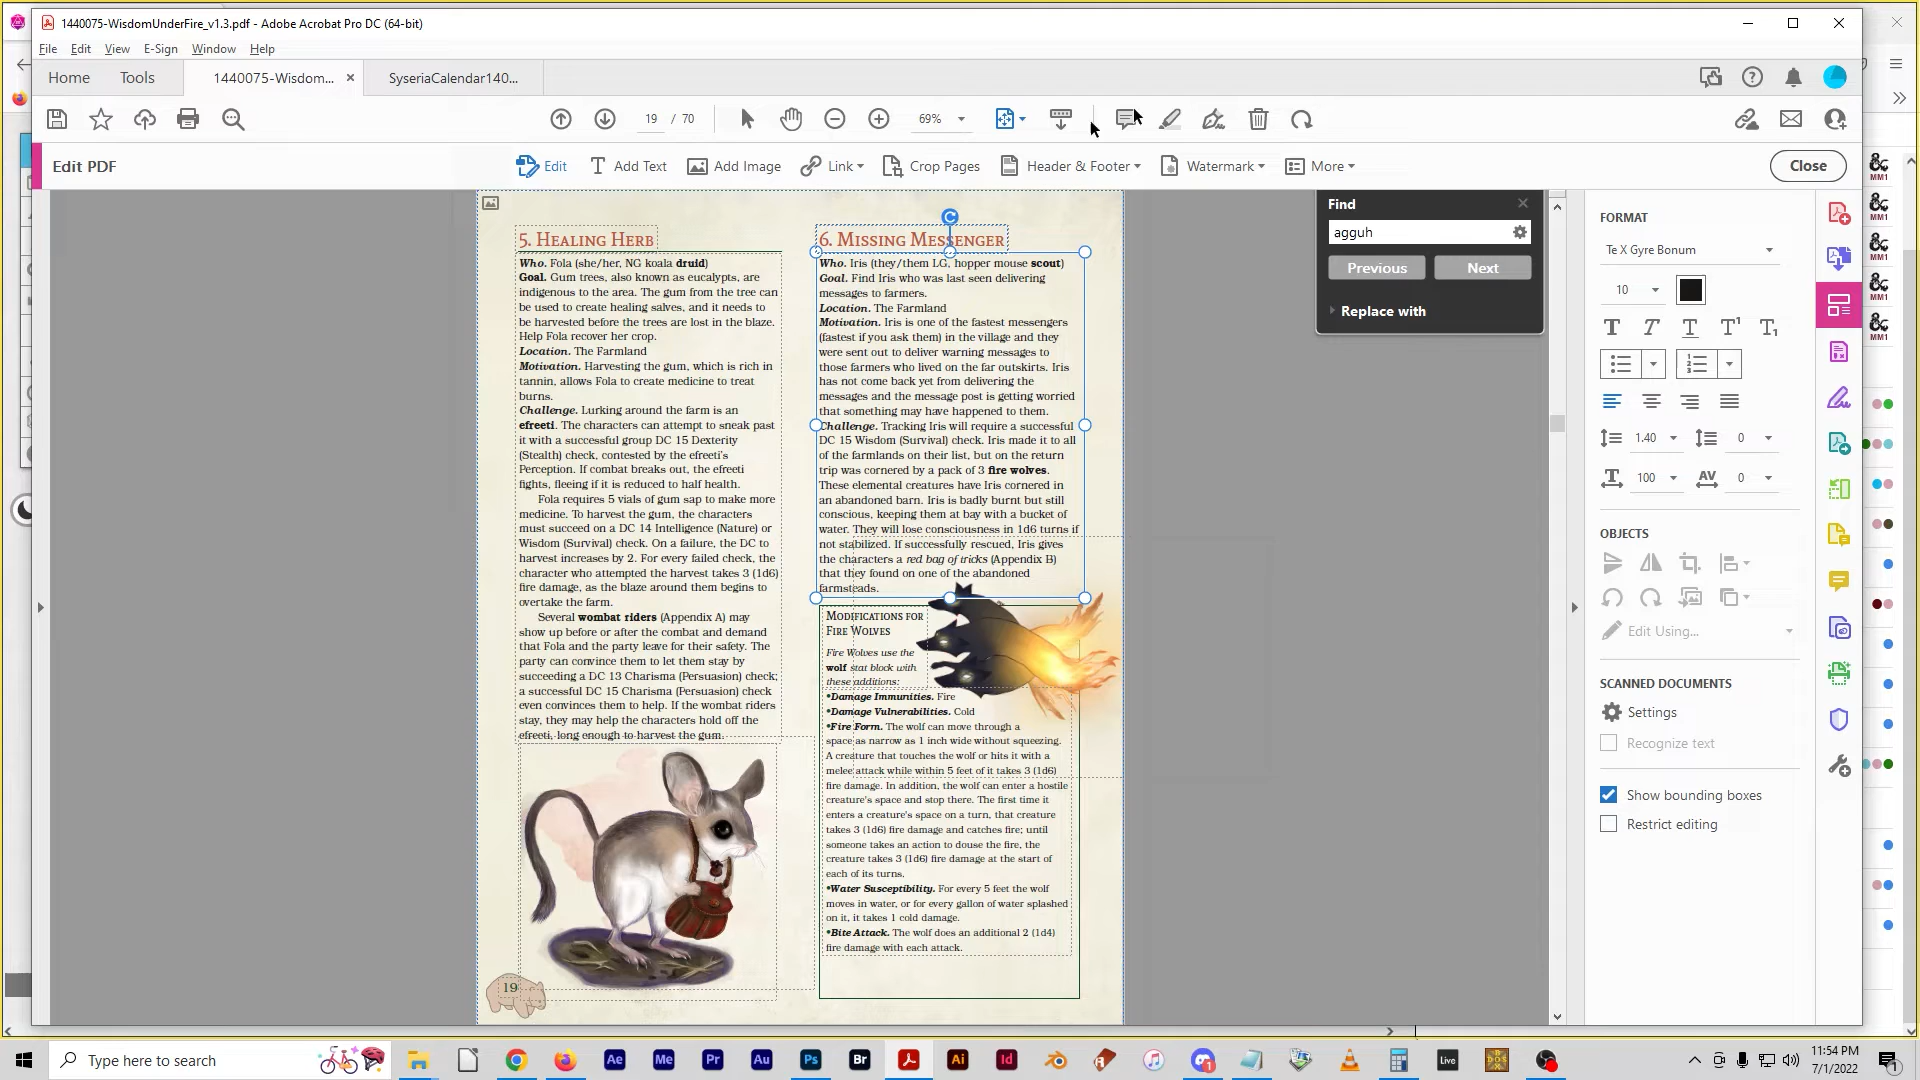 1440075-WisdomUnderFire_v1.3.pdf - Adobe Acrobat Pro DC (64-bit)
File Edit View E-Sign Window Help
Home Tools 1440075-Wisdom... SyseriaCalendar140...
19 / 70 69%
Edit PDF Edit Add Text Add Image Link Crop Pages Header & Footer Watermark More Close
5. Healing Herb
Who. Fola (she/her, NG koala druid)
Goal. Gum trees, also known as eucalypts, are
indigenous to the area. The gum from the tree can
be used to create healing salves, and it needs to
be harvested before the trees are lost in the blaze.
Help Fola recover her crop.
Location. The Farmland
Motivation. Harvesting the gum, which is rich in
tannin, allows Fola to create medicine to treat
burns.
Challenge. Lurking around the farm is an
efreeti. The characters can attempt to sneak past
it with a successful group DC 15 Dexterity
(Stealth) check, contested by the efreeti's
Perception. If combat breaks out, the efreeti
fights, fleeing if it is reduced to half health.
Fola requires 5 vials of gum sap to make more
medicine. To harvest the gum, the characters
must succeed on a DC 14 Intelligence (Nature) or
Wisdom (Survival) check. On a failure, the DC to
harvest increases by 2. For every failed check, the
character who attempted the harvest takes 3 (1d6)
fire damage, as the blaze around them begins to
overtake the farm.
Several wombat riders (Appendix A) may
show up before or after the combat and demand
that Fola and the party leave for their safety. The
party can convince them to let them stay by
succeeding a DC 13 Charisma (Persuasion) check;
a successful DC 15 Charisma (Persuasion) check
even convinces them to help. If the wombat riders
stay, they may help the characters hold off the
efreeti, long enough to harvest the gum.
19
6. Missing Messenger
Who. Iris (they/them LG, hopper mouse scout)
Goal. Find Iris who was last seen delivering
messages to farmers.
Location. The Farmland
Motivation. Iris is one of the fastest messengers
(fastest if you ask them) in the village and they
were sent out to deliver warning messages to
those farmers who lived on the far outskirts. Iris
has not come back yet from delivering the
messages and the message post is getting worried
that something may have happened to them.
Challenge. Tracking Iris will require a successful
DC 15 Wisdom (Survival) check. Iris made it to all
of the farmlands on their list, but on the return
trip was cornered by a pack of 3 fire wolves.
These elemental creatures have Iris cornered in
an abandoned barn. Iris is badly burnt but still
conscious, keeping them at bay with a bucket of
water. They will lose consciousness in 1d6 turns if
not stabilized. If successfully rescued, Iris gives
the characters a red bag of tricks (Appendix B)
that they found on one of the abandoned
farmsteads.
Modifications for
Fire Wolves
Fire Wolves use the
wolf stat block with
these additions:
•Damage Immunities. Fire
•Damage Vulnerabilities. Cold
•Fire Form. The wolf can move through a
space as narrow as 1 inch wide without squeezing.
A creature that touches the wolf or hits it with a
melee attack while within 5 feet of it takes 3 (1d6)
fire damage. In addition, the wolf can enter a hostile
creature's space and stop there. The first time it
enters a creature's space on a turn, that creature
takes 3 (1d6) fire damage and catches fire; until
someone takes an action to douse the fire, the
creature takes 3 (1d6) fire damage at the start of
each of its turns.
•Water Susceptibility. For every 5 feet the wolf
moves in water, or for every gallon of water splashed
on it, it takes 1 cold damage.
•Bite Attack. The wolf does an additional 2 (1d4)
fire damage with each attack.
Find
agguh
Previous Next
Replace with
FORMAT
Te X Gyre Bonum
10
T T T T¹ T₁
1.40 0
100 AV 0
OBJECTS
Edit Using...
SCANNED DOCUMENTS
Settings
Recognize text
Show bounding boxes
Restrict editing
MM1
MM1
MM1
MM1
MM1
Type here to search
Ae Me Pr Au Ps Br Ai Id Live
11:54 PM
7/1/2022